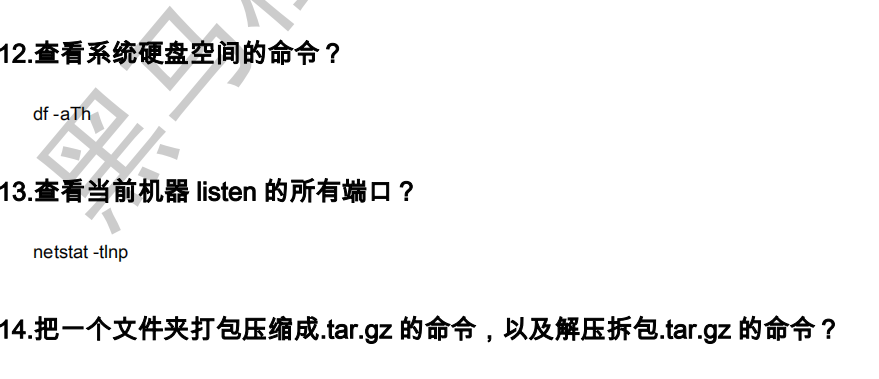 12.查看系统硬盘空间的命令？
df -aTh
13.查看当前机器 listen 的所有端口？
netstat -tlnp
14.把一个文件夹打包压缩成.tar.gz 的命令，以及解压拆包.tar.gz 的命令？
黑马